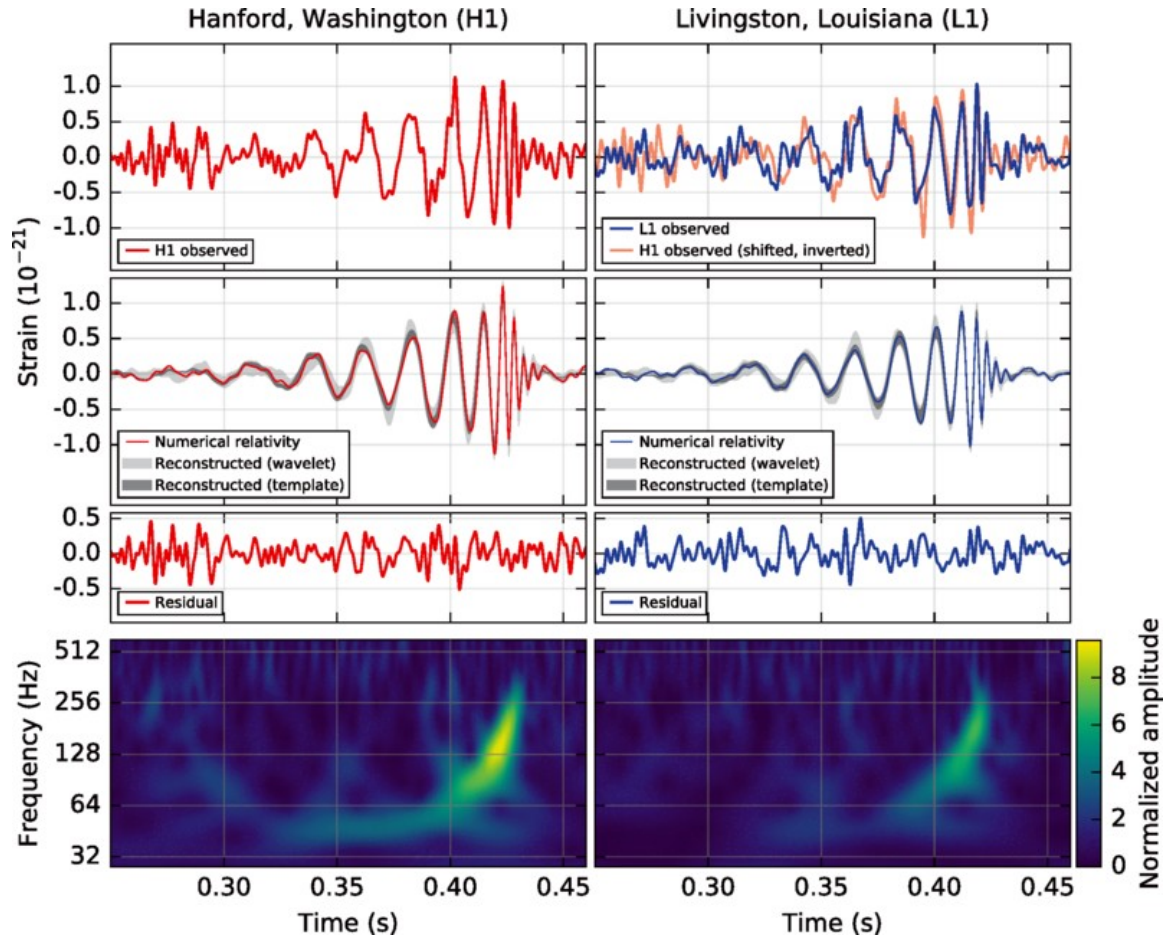 Hanford, Washington (H1)
Livingston, Louisiana (L1)
Strain (10⁻²¹)
1.0
0.5
0.0
-0.5
-1.0
H1 observed
L1 observed
H1 observed (shifted, inverted)
1.0
0.5
0.0
-0.5
-1.0
Numerical relativity
Reconstructed (wavelet)
Reconstructed (template)
Numerical relativity
Reconstructed (wavelet)
Reconstructed (template)
0.5
0.0
-0.5
Residual
Residual
Frequency (Hz)
512
256
128
64
32
Normalized amplitude
8
6
4
2
0
0.30
0.35
0.40
0.45
0.30
0.35
0.40
0.45
Time (s)
Time (s)